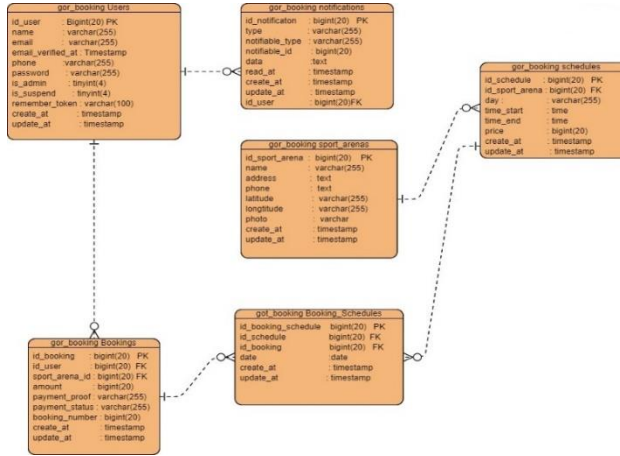 gor_booking Users
id_user : Bigint(20) PK
name : varchar(255)
email : varchar(255)
email_verified_at : Timestamp
phone :varchar(255)
password : varchar(255)
is_admin : tinyint(4)
is_suspend : tinyint(4)
remember_token : varchar(100)
create_at : timestamp
update_at : timestamp
gor_booking notifications
id_notificaton : bigint(20) PK
type : varchar(255)
notifiable_type : varchar(255)
notifiable_id : bigint(20)
data :text
read_at : timestamp
create_at : timestamp
update_at : timestamp
id_user : bigint(20)FK
gor_booking schedules
id_schedule : bigint(20) PK
id_sport_arena : bigint(20) FK
day : : varchar(255)
time_start : time
time_end : time
price : bigint(20)
create_at : timestamp
update_at : timestamp
gor_booking sport_arenas
id_sport_arena : bigint(20) PK
name : varchar(255)
address : text
phone : text
latitude : varchar(255)
longtitude : varchar(255)
photo : varchar
create_at : timestamp
update_at : timestamp
gor_booking Bookings
id_booking : bigint(20) PK
id_user : bigint(20) FK
sport_arena_id : bigint(20) FK
amount : bigint(20)
payment_proof : varchar(255)
payment_status : varchar(255)
booking_number : bigint(20)
create_at : timestamp
update_at : timestamp
got_booking Booking_Schedules
id_booking_schedule bigint(20) PK
id_schedule bigint(20) FK
id_booking : bigint(20) FK
date :date
create_at : timestamp
update_at : timestamp